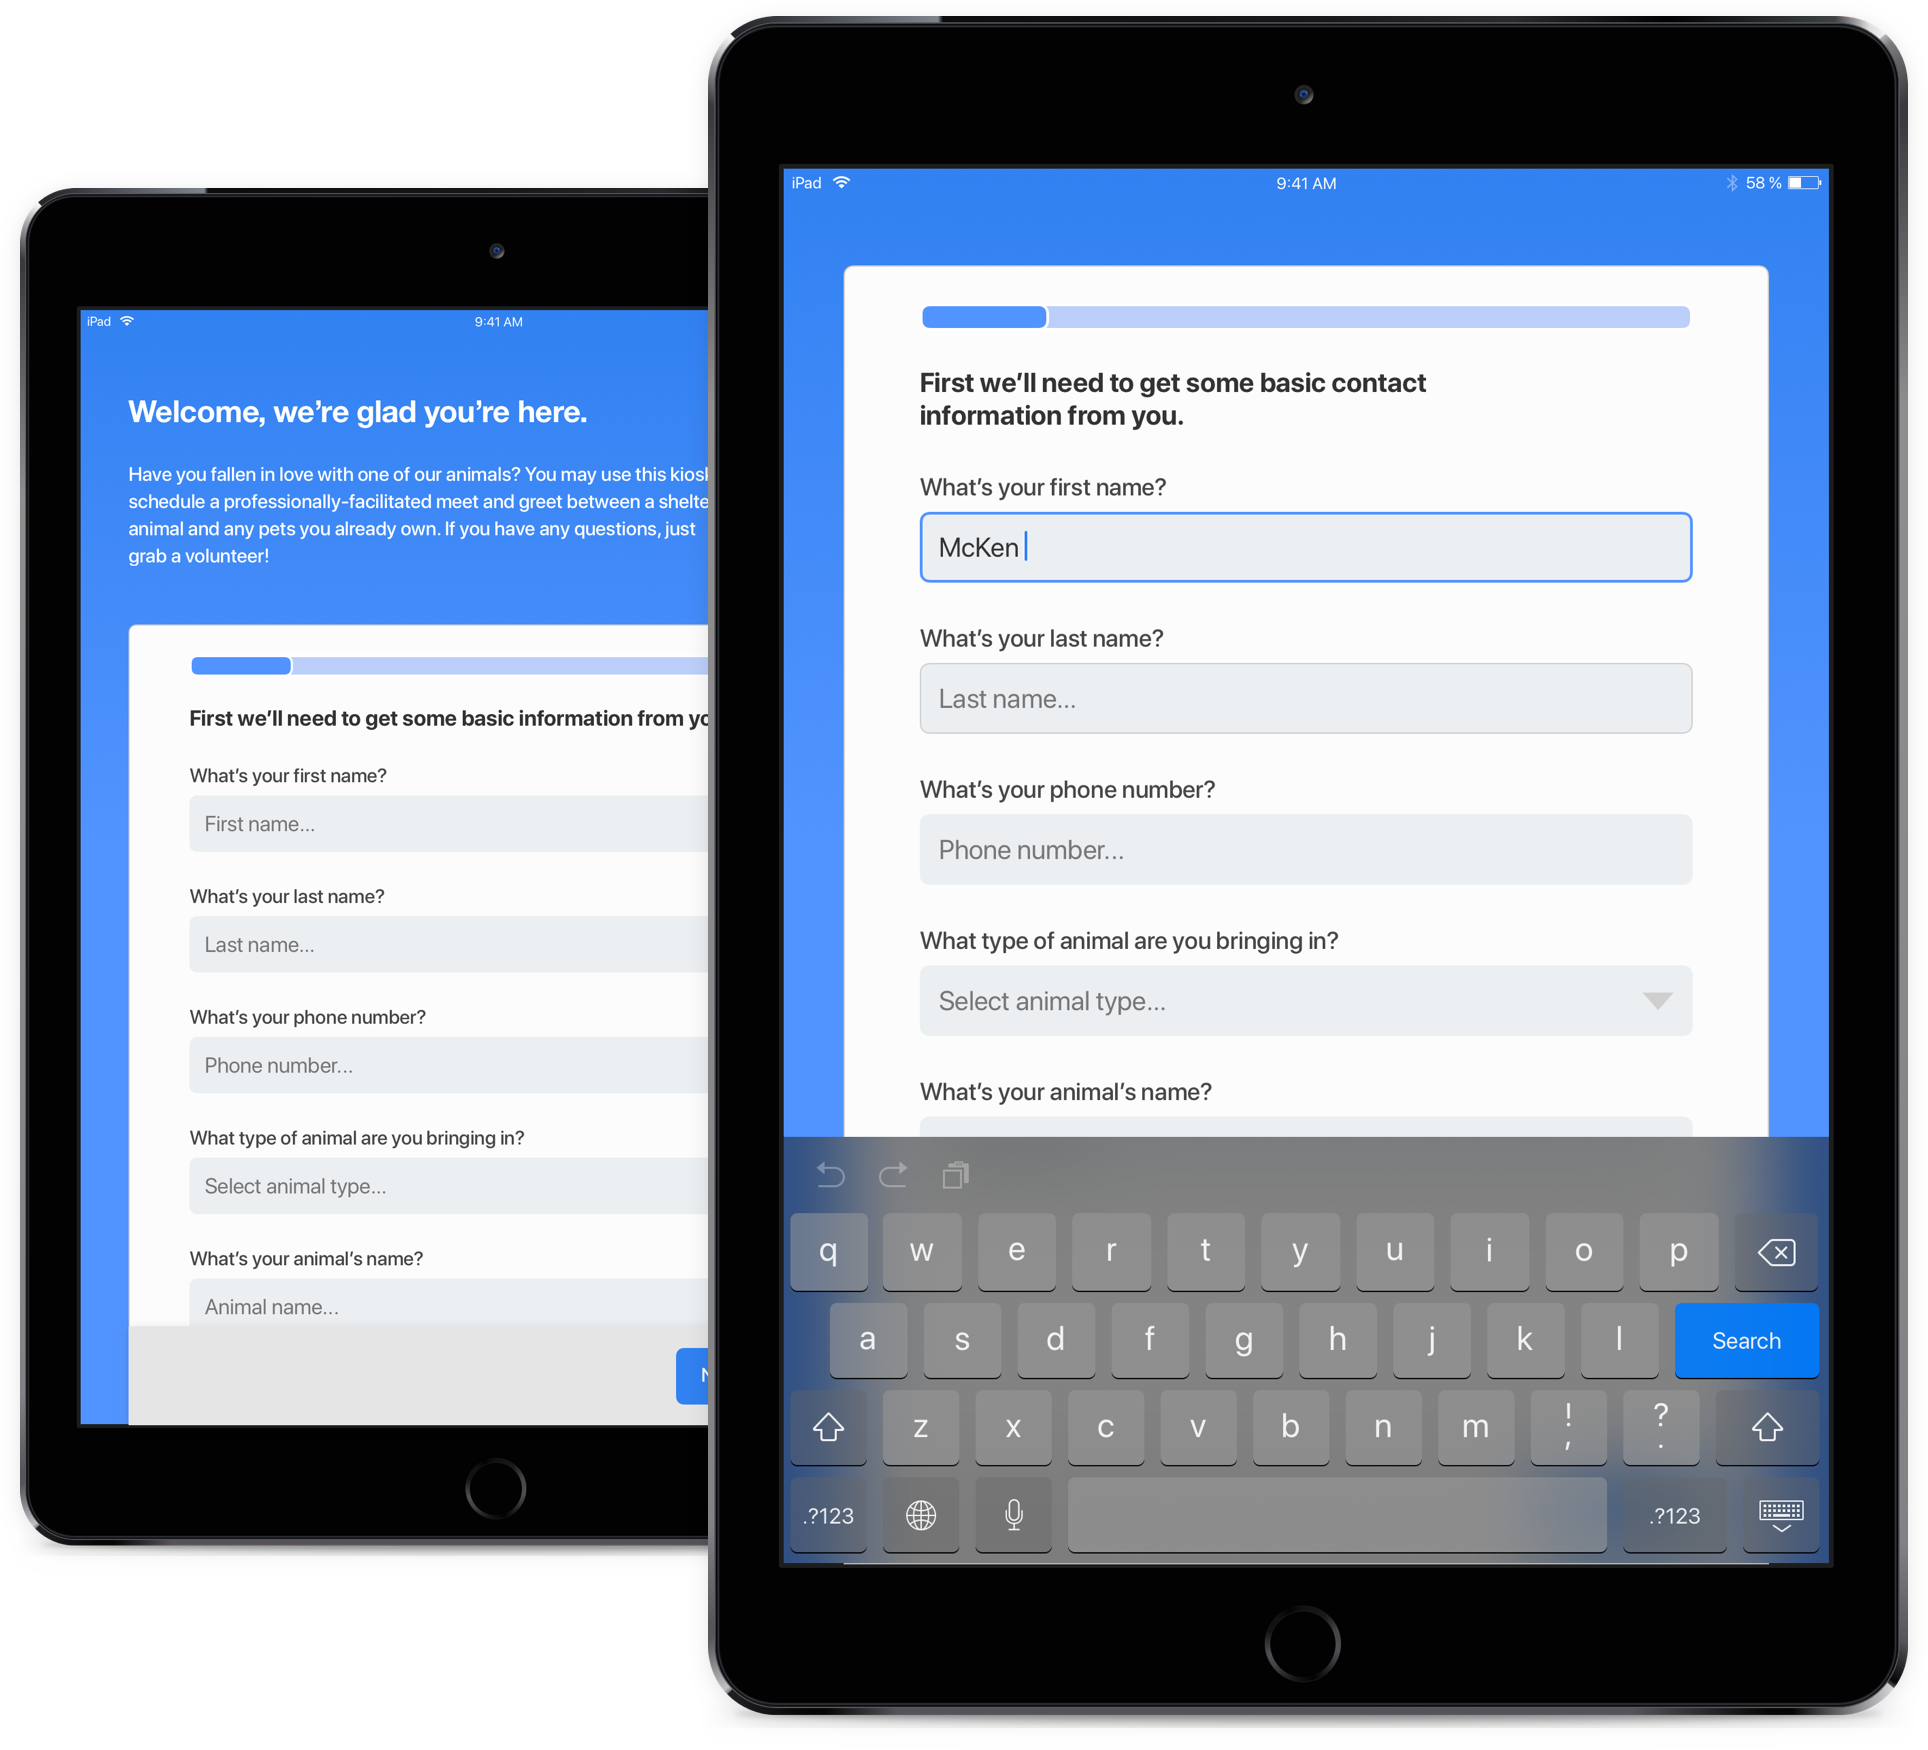 iPad
9:41 AM
Welcome, we’re glad you’re here.
Have you fallen in love with one of our animals? You may use this
schedule a professionally-facilitated meet and greet between a
animal and any pets you already own. If you have any questions, just
grab a volunteer!
First we’ll need to get some basic information from
What’s your first name?
First name...
What’s your last name?
Last name...
What’s your phone number?
Phone number...
What type of animal are you bringing in?
Select animal type...
What’s your animal’s name?
Animal name...
iPad
9:41 AM
58 %
First we’ll need to get some basic contact
information from you.
What’s your first name?
McKen
What’s your last name?
Last name...
What’s your phone number?
Phone number...
What type of animal are you bringing in?
Select animal type...
What’s your animal’s name?
q w e r t y u i o p
a s d f g h j k l Search
z x c v b n m ! , ? .
.?123 .?123